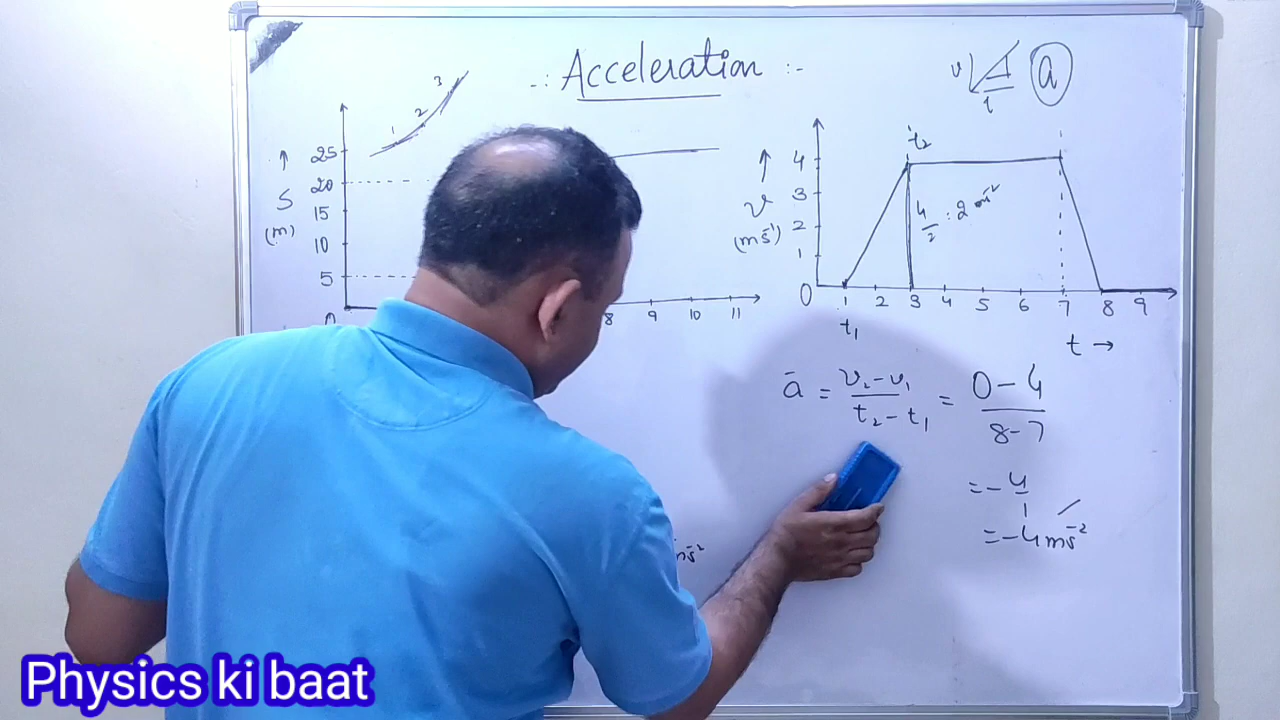 -: Acceleration :-
v
t
a
1 2 3
↑
S
(m)
25
20
15
10
5
0
8 9 10 11
↑
v
(ms⁻¹)
4
3
2
1
0
t₂
4/2 : 2 ms⁻²
1 2 3 4 5 6 7 8 9
t₁
t →
ā = v₂-v₁/t₂-t₁ = 0-4/8-7
= -4/1
= -4 ms⁻²
ms⁻²
Physics ki baat